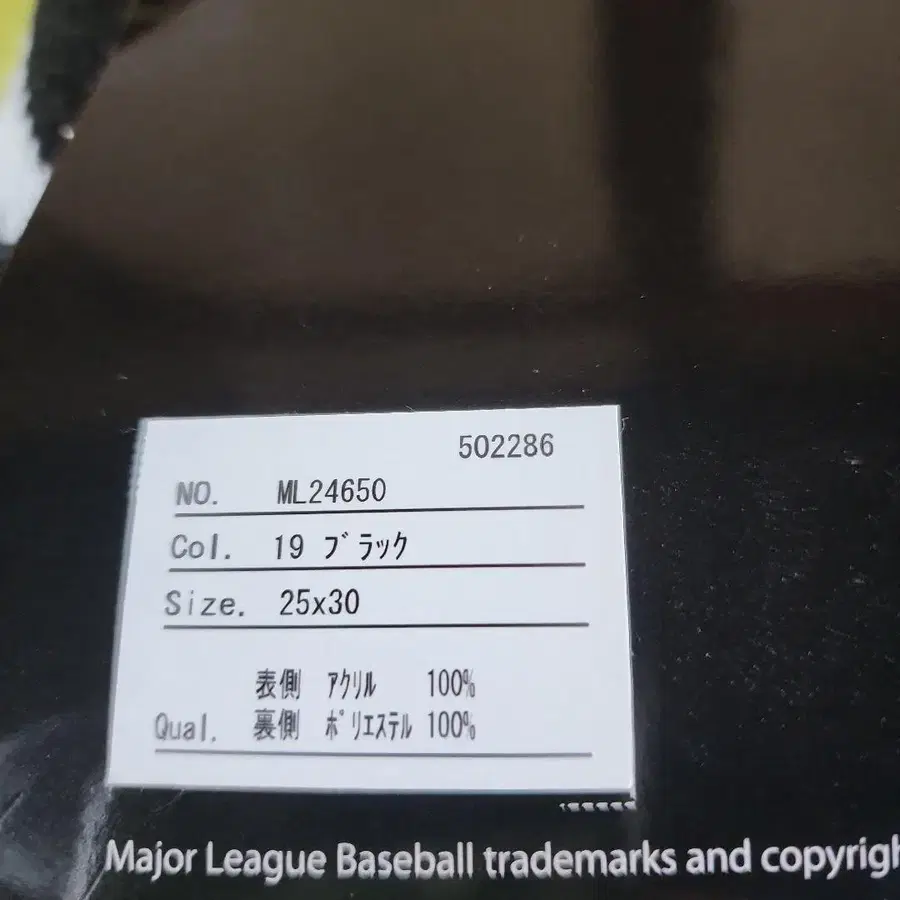 502286
NO. ML24650
Col. 19 ブラック
Size. 25x30
表側 アクリル 100%
Qual. 裏側 ポリエステル 100%
Major League Baseball trademarks and copyrigh